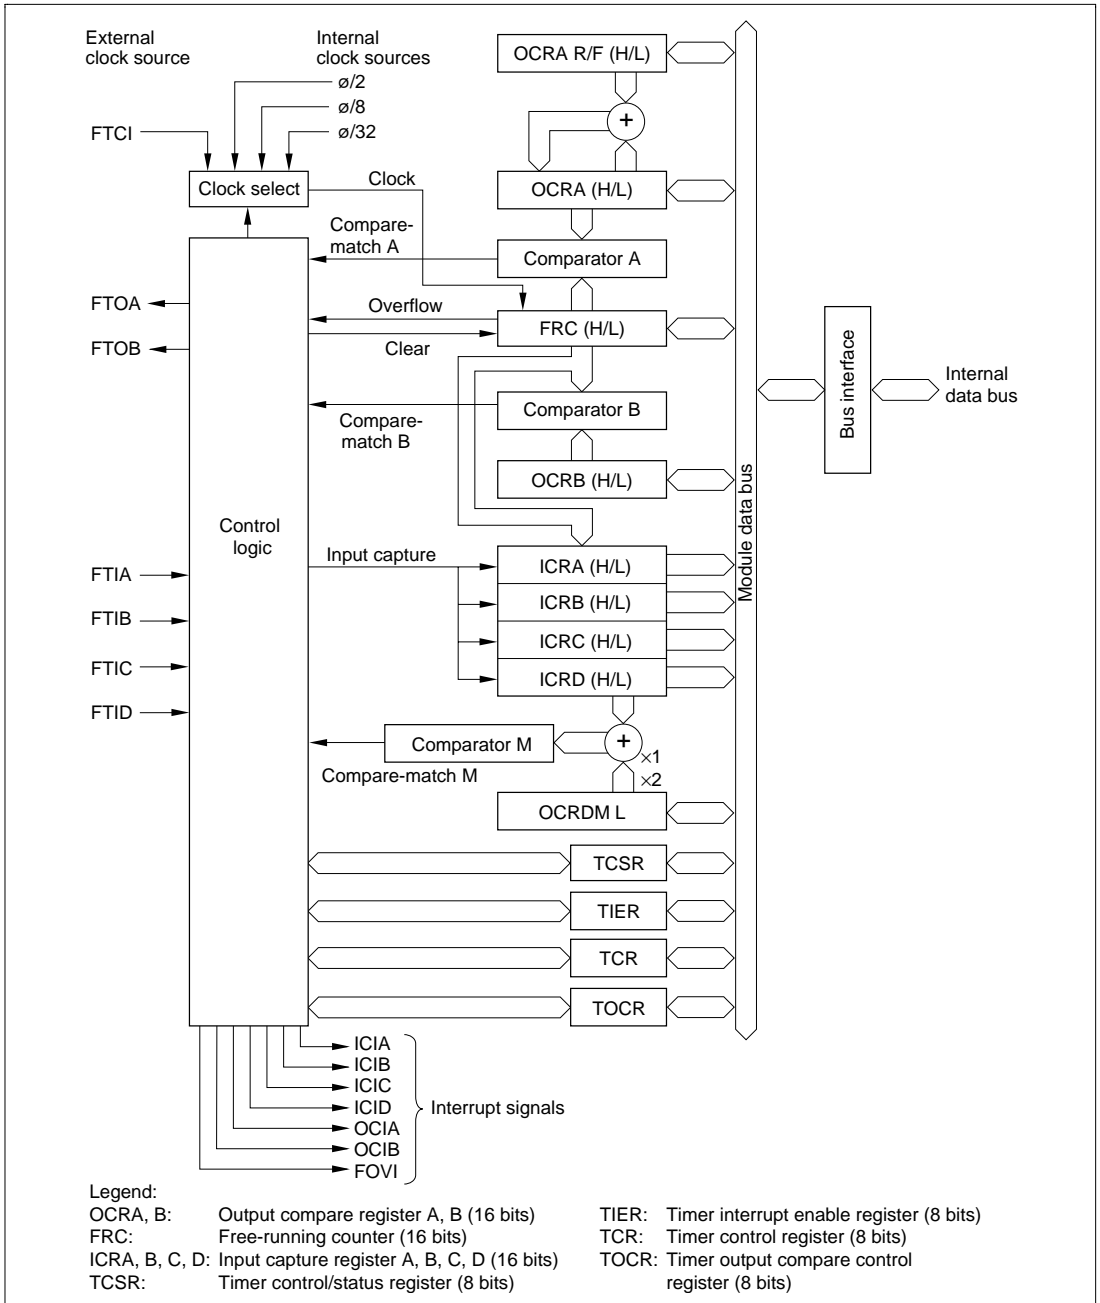 External
clock source
Internal
clock sources
ø/2
ø/8
ø/32
FTCI
Clock select
Clock
OCRA R/F (H/L)
+
OCRA (H/L)
Compare-
match A
Comparator A
FTOA
Overflow
FRC (H/L)
FTOB
Clear
Comparator B
Compare-
match B
OCRB (H/L)
Bus interface
Internal
data bus
Module data bus
Control
logic
Input capture
ICRA (H/L)
ICRB (H/L)
ICRC (H/L)
ICRD (H/L)
FTIA
FTIB
FTIC
FTID
+
×1
×2
Comparator M
Compare-match M
OCRDM L
TCSR
TIER
TCR
TOCR
ICIA
ICIB
ICIC
ICID
OCIA
OCIB
FOVI
Interrupt signals
Legend:
OCRA, B: Output compare register A, B (16 bits)
FRC: Free-running counter (16 bits)
ICRA, B, C, D: Input capture register A, B, C, D (16 bits)
TCSR: Timer control/status register (8 bits)
TIER: Timer interrupt enable register (8 bits)
TCR: Timer control register (8 bits)
TOCR: Timer output compare control
register (8 bits)